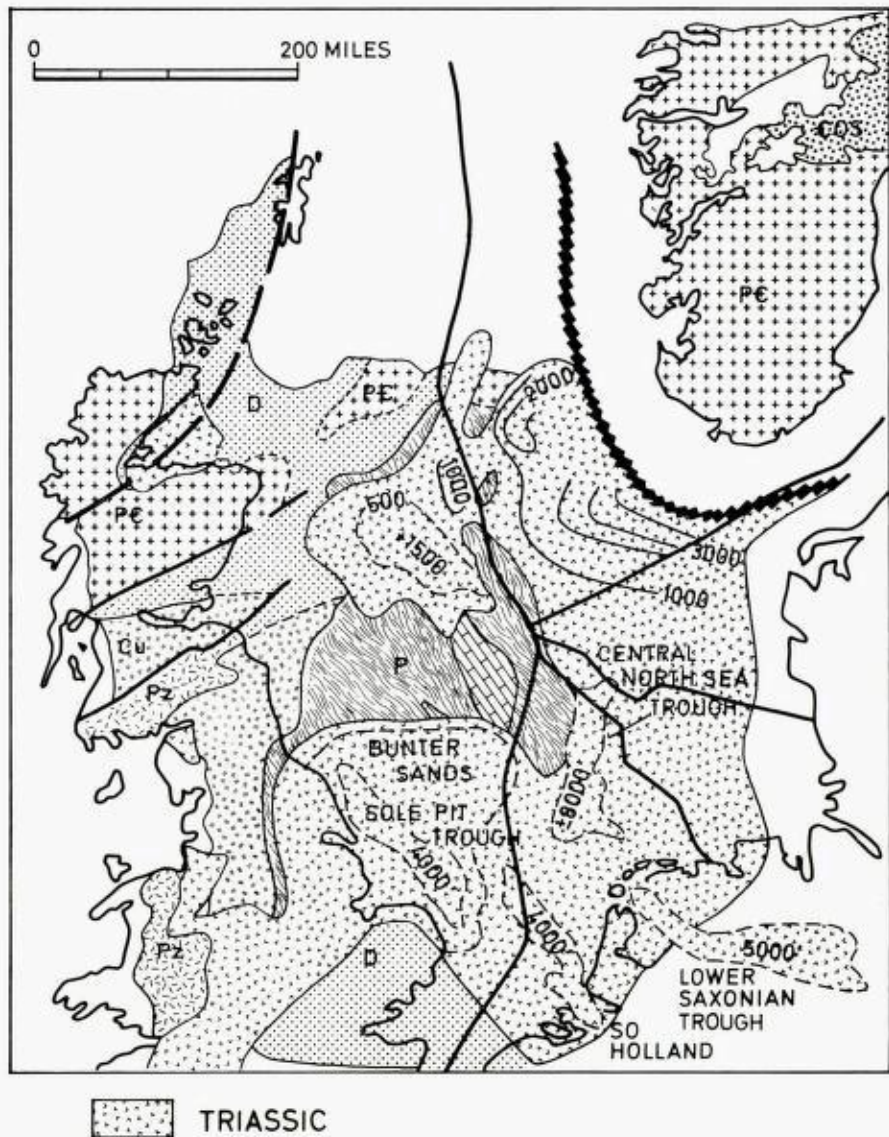 0 200 MILES
COS
PЄ
D
PЄ
2000
1000
500
+1500
PЄ
3000
1000
Cu
Pz
P
CENTRAL
NORTH SEA
TROUGH
BUNTER
SANDS
SOLE PIT
TROUGH
+8000
4000
4000
Pz
D
5000'
LOWER
SAXONIAN
TROUGH
SO
HOLLAND
TRIASSIC